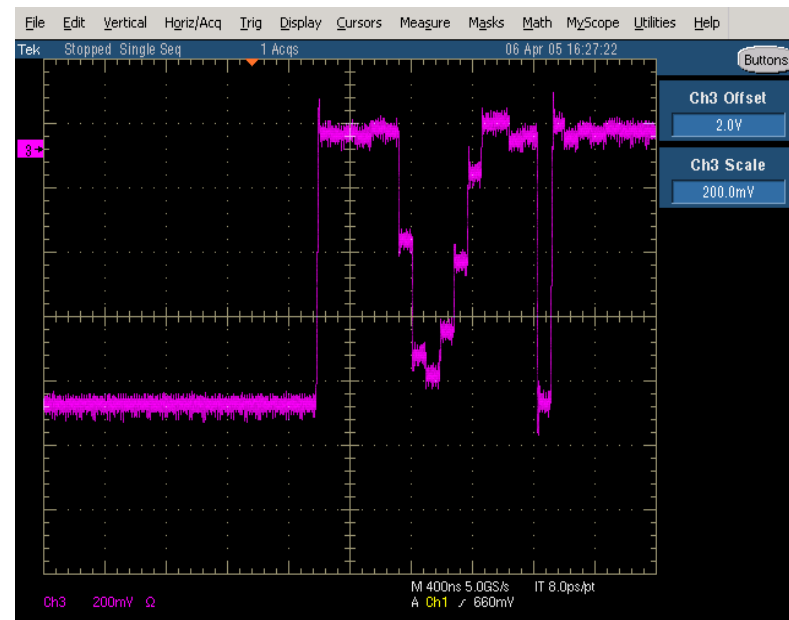 File Edit Vertical Horiz/Acq Trig Display Cursors Measure Masks Math MyScope Utilities Help
Tek Stopped Single Seq 1 Acqs 06 Apr 05 16:27:22
Buttons
Ch3 Offset
2.0V
3
Ch3 Scale
200.0mV
M 400ns 5.0GS/s IT 8.0ps/pt
A Ch1 / 660mV
Ch3 200mV Ω